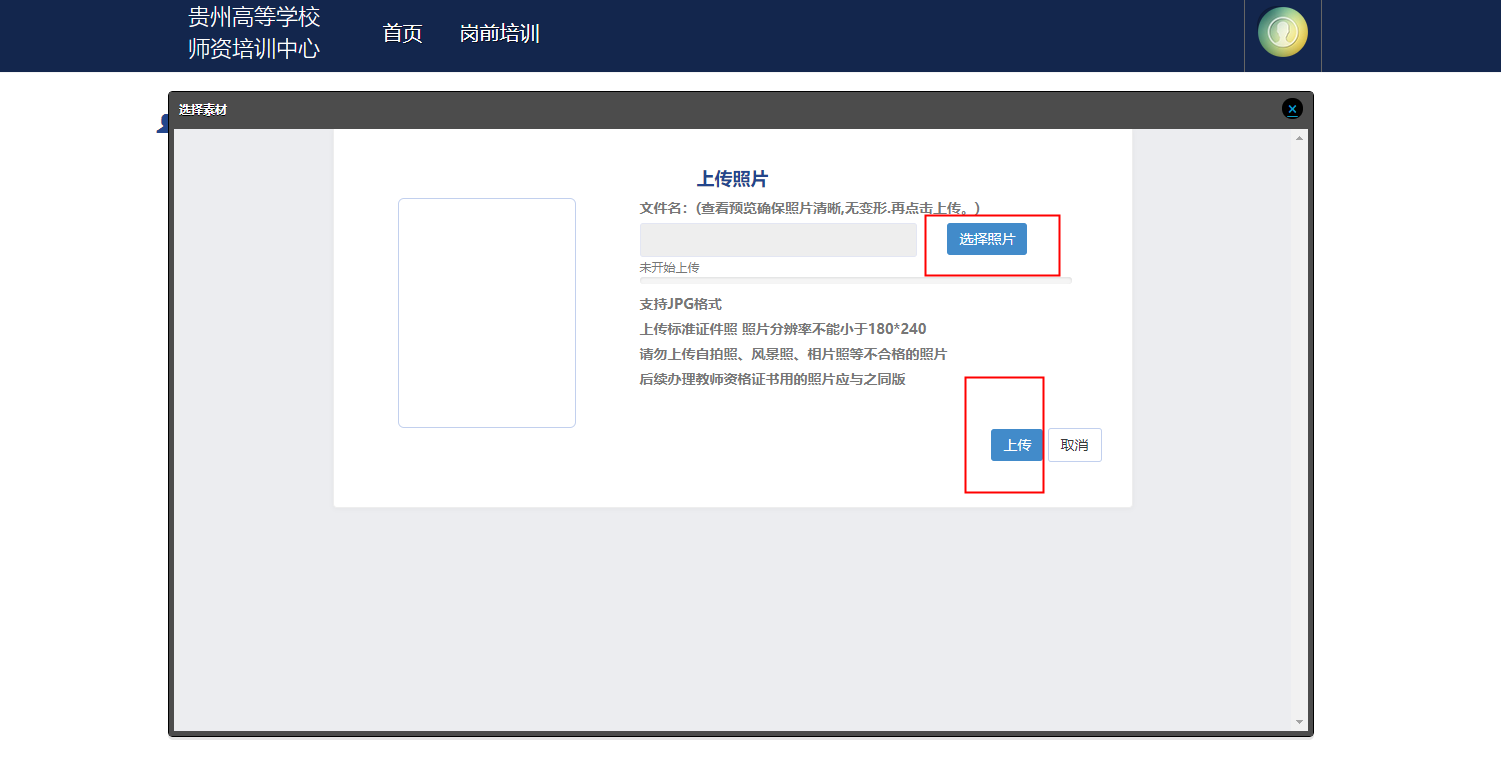 贵州高等学校
师资培训中心
首页 岗前培训
选择素材
上传照片
文件名：(查看预览确保照片清晰,无变形.再点击上传。)
选择照片
未开始上传
支持JPG格式
上传标准证件照 照片分辨率不能小于180*240
请勿上传自拍照、风景照、相片照等不合格的照片
后续办理教师资格证书用的照片应与之同版
上传 取消